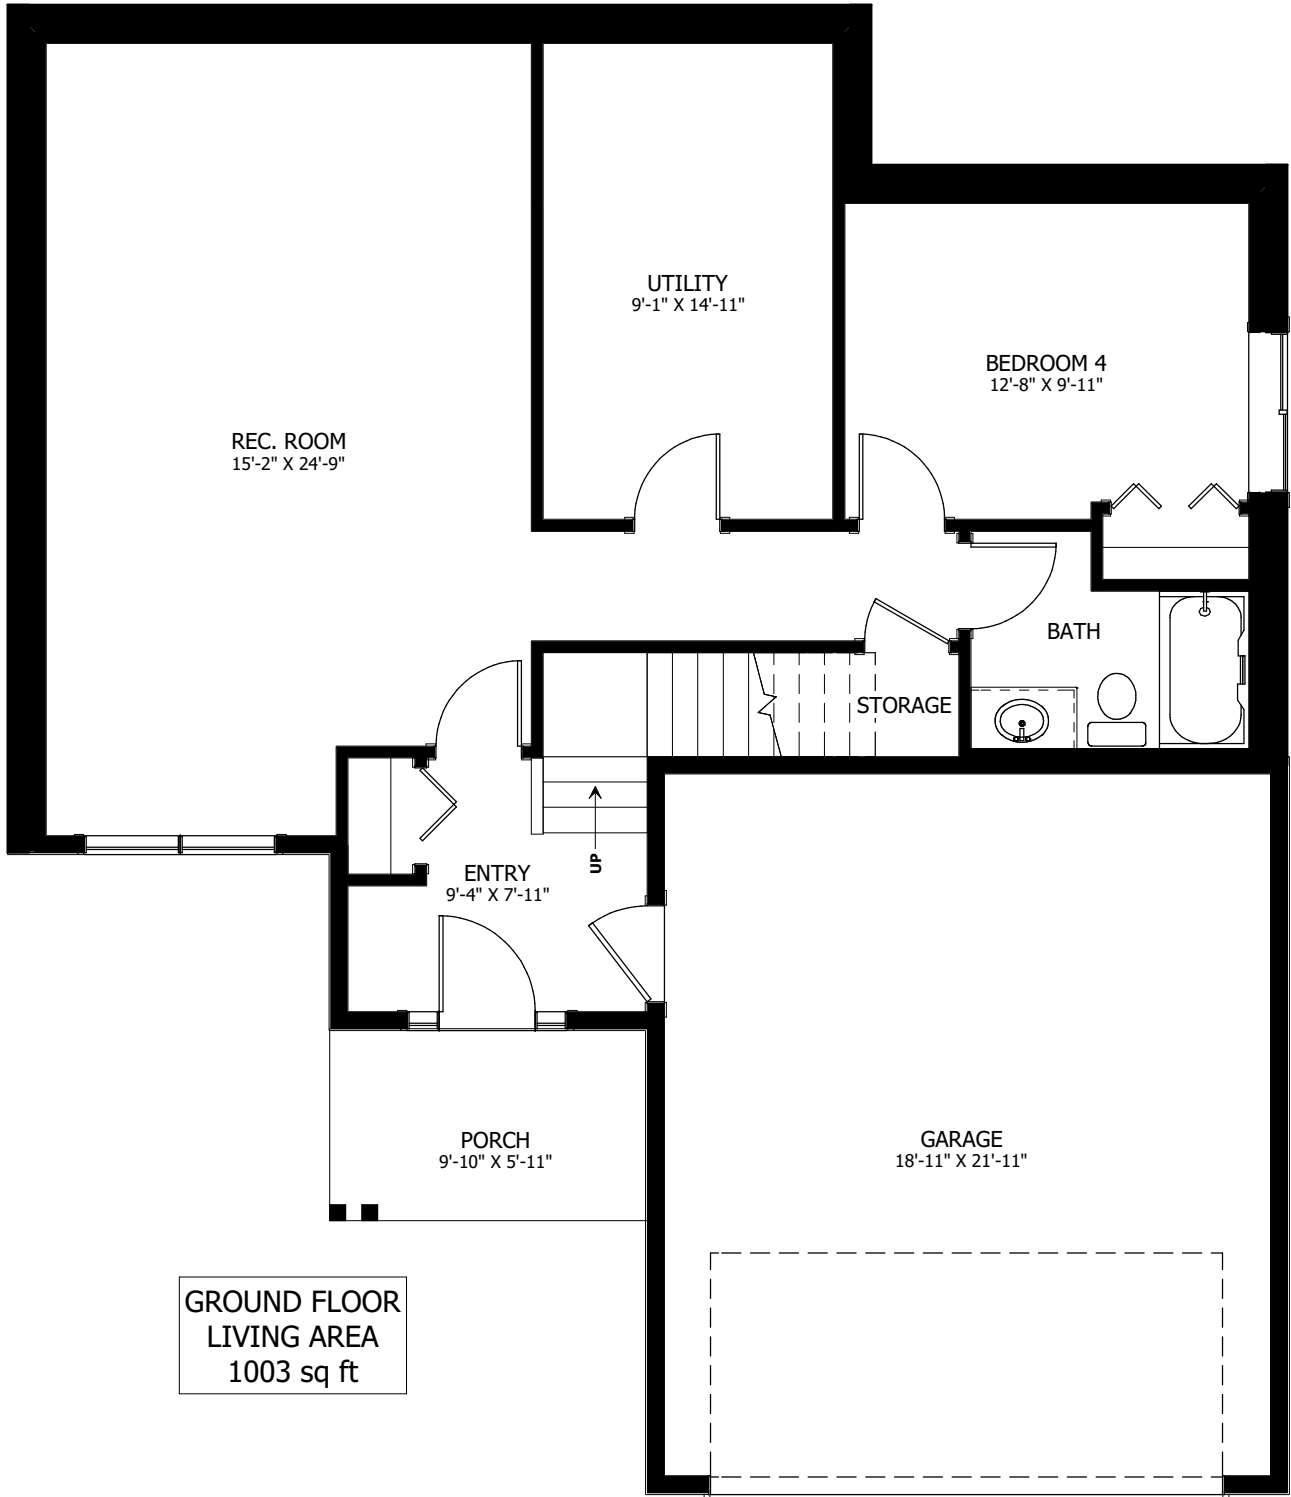 UTILITY
9'-1" X 14'-11"
BEDROOM 4
12'-8" X 9'-11"
REC. ROOM
15'-2" X 24'-9"
BATH
STORAGE
UP
ENTRY
9'-4" X 7'-11"
PORCH
9'-10" X 5'-11"
GARAGE
18'-11" X 21'-11"
GROUND FLOOR
LIVING AREA
1003 sq ft